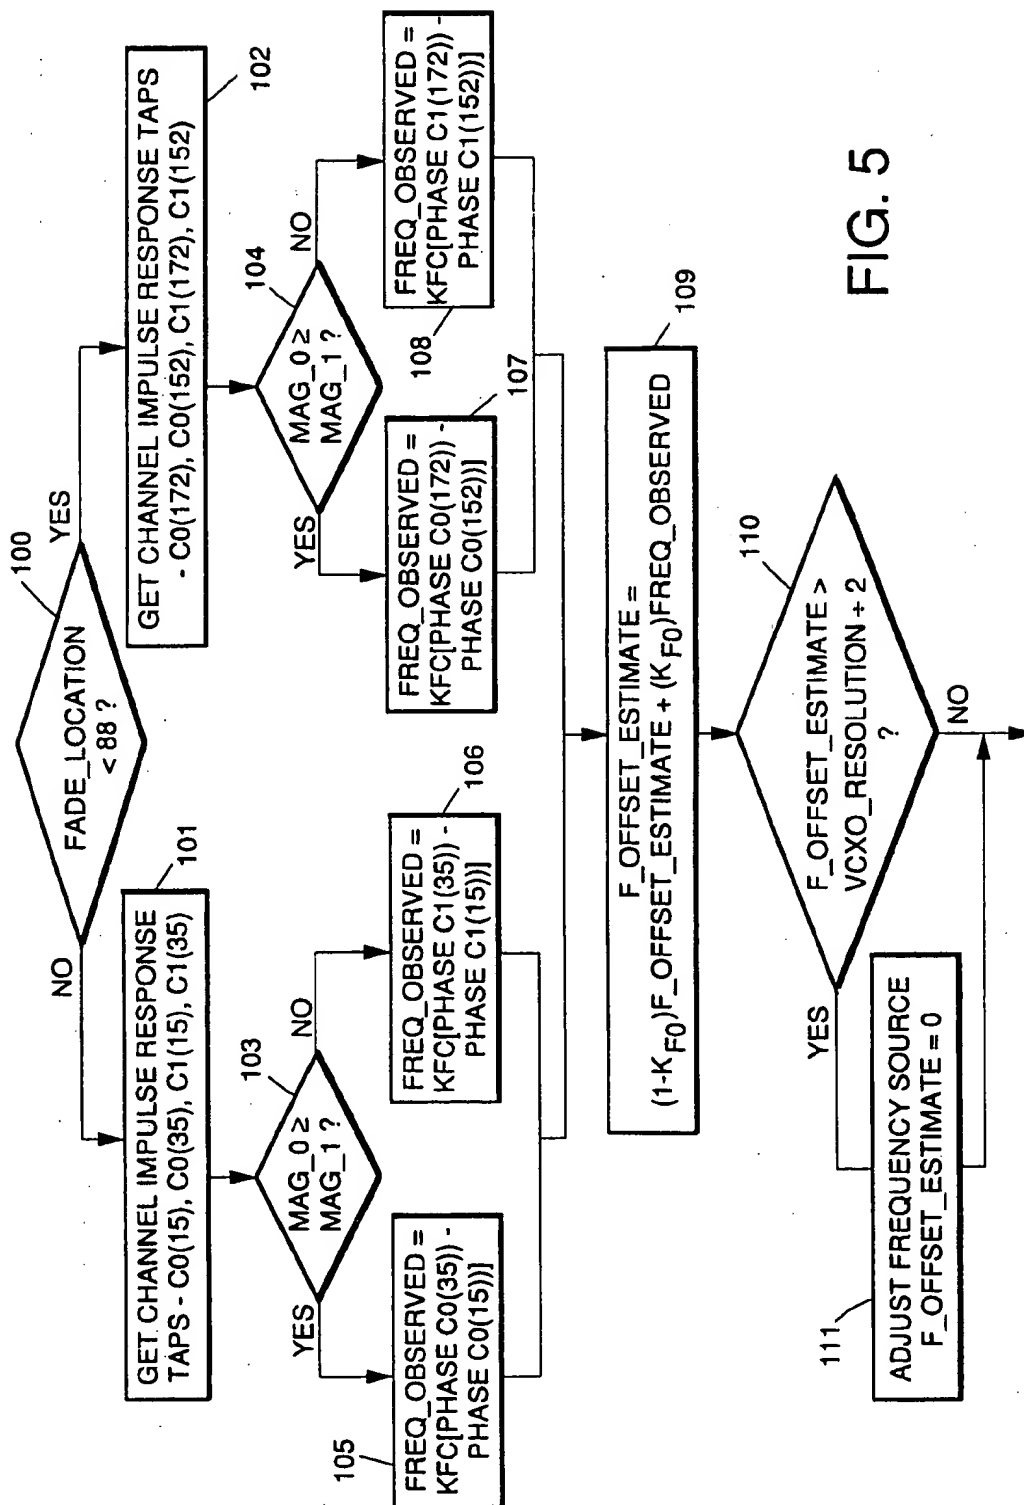 100
FADE_LOCATION
< 88 ?
NO
YES
101
GET CHANNEL IMPULSE RESPONSE
TAPS - C0(15), C0(35), C1(15), C1(35)
102
GET CHANNEL IMPULSE RESPONSE TAPS
- C0(172), C0(152), C1(172), C1(152)
103
MAG_0 ≥
MAG_1 ?
YES
NO
104
MAG_0 ≥
MAG_1 ?
YES
NO
105
FREQ_OBSERVED =
KFC[PHASE C0(35)) -
PHASE C0(15))]
106
FREQ_OBSERVED =
KFC[PHASE C1(35)) -
PHASE C1(15))]
107
FREQ_OBSERVED =
KFC[PHASE C0(172)) -
PHASE C0(152))]
108
FREQ_OBSERVED =
KFC[PHASE C1(172)) -
PHASE C1(152))]
109
F_OFFSET_ESTIMATE =
(1-KF0)F_OFFSET_ESTIMATE + (KF0)FREQ_OBSERVED
110
F_OFFSET_ESTIMATE >
VCXO_RESOLUTION ÷ 2
?
YES
NO
111
ADJUST FREQUENCY SOURCE
F_OFFSET_ESTIMATE = 0
FIG. 5